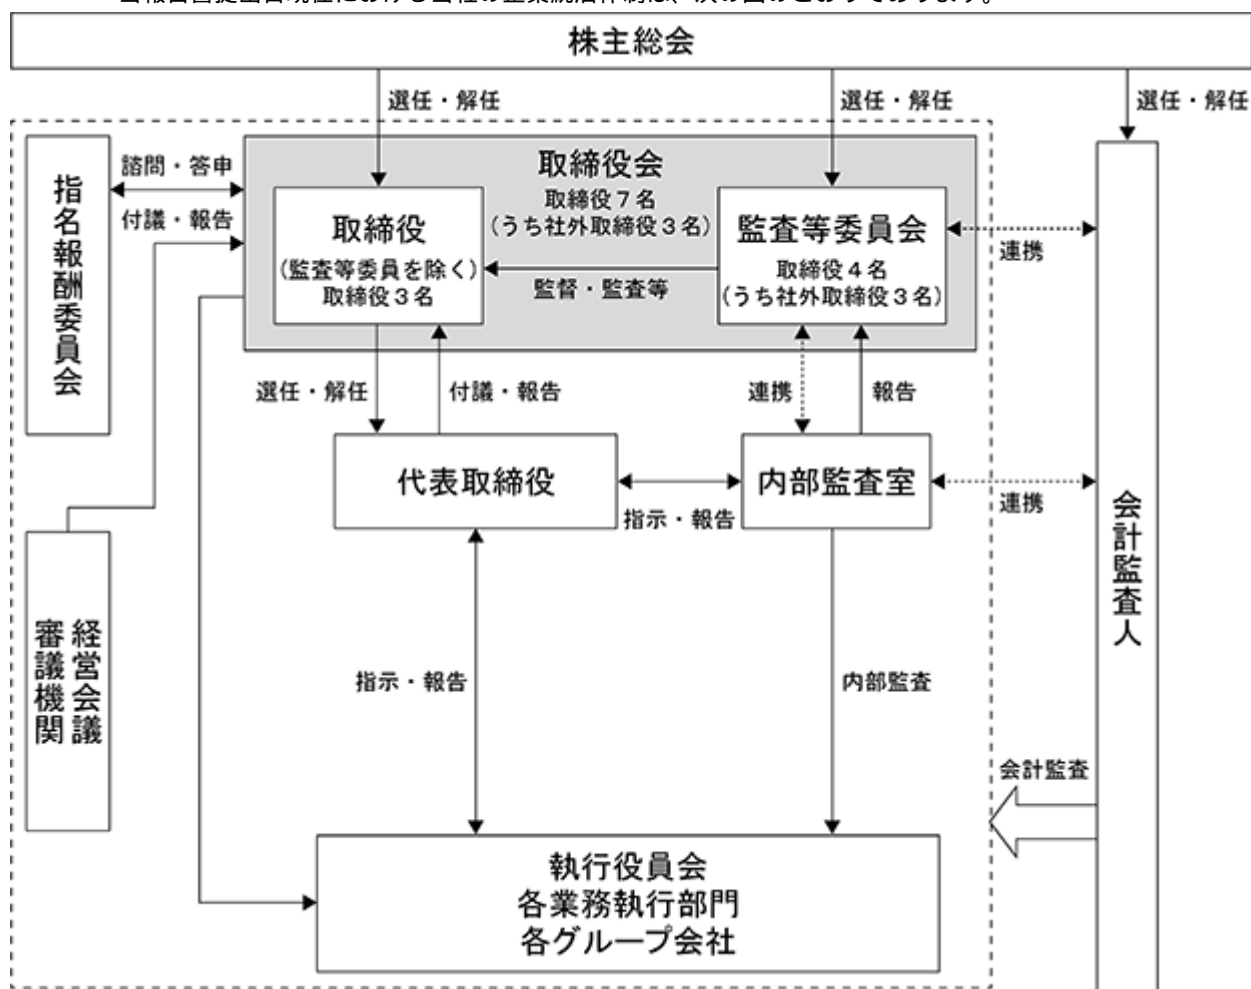 当報告書提出日現在における当社の企業統治体制は、次の図のとおりであります。
株主総会
選任・解任
選任・解任
選任・解任
指名報酬委員会
諮問・答申
付議・報告
取締役会
取締役7名
(うち社外取締役3名)
取締役
(監査等委員を除く)
取締役3名
監督・監査等
監査等委員会
取締役4名
(うち社外取締役3名)
連携
選任・解任
付議・報告
連携
報告
代表取締役
指示・報告
内部監査室
連携
会計監査人
経営会議
審議機関
指示・報告
内部監査
会計監査
執行役員会
各業務執行部門
各グループ会社